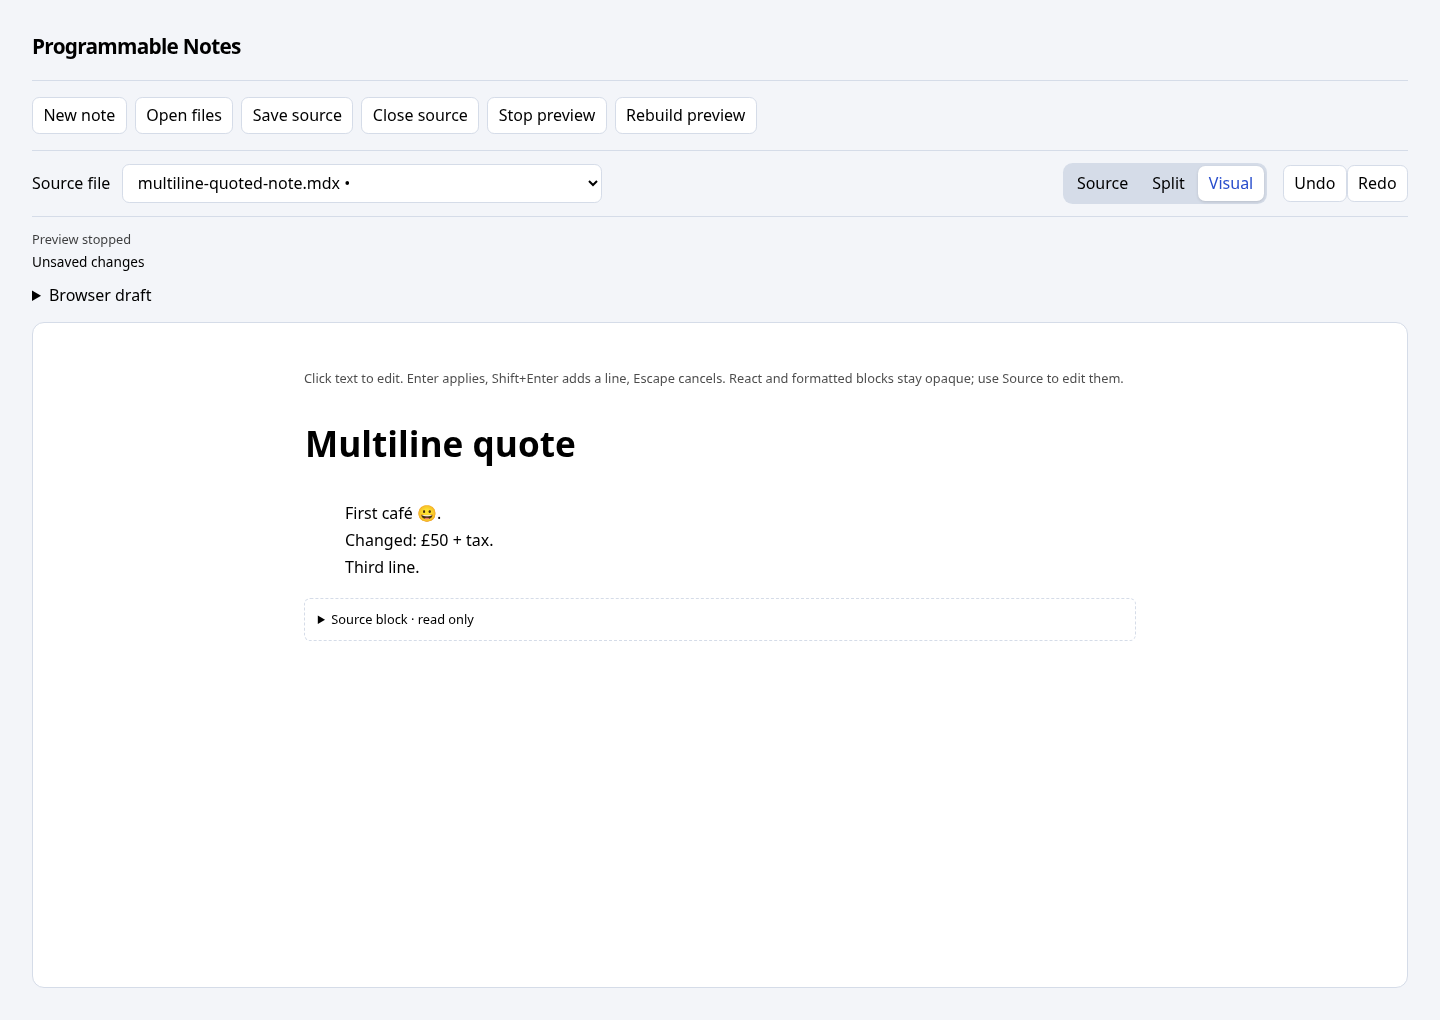 Programmable Notes
New note Open files Save source Close source Stop preview Rebuild preview
Source file multiline-quoted-note.mdx • Source Split Visual Undo Redo
Preview stopped
Unsaved changes
Browser draft
Click text to edit. Enter applies, Shift+Enter adds a line, Escape cancels. React and formatted blocks stay opaque; use Source to edit them.
Multiline quote
First café 😀.
Changed: £50 + tax.
Third line.
Source block · read only